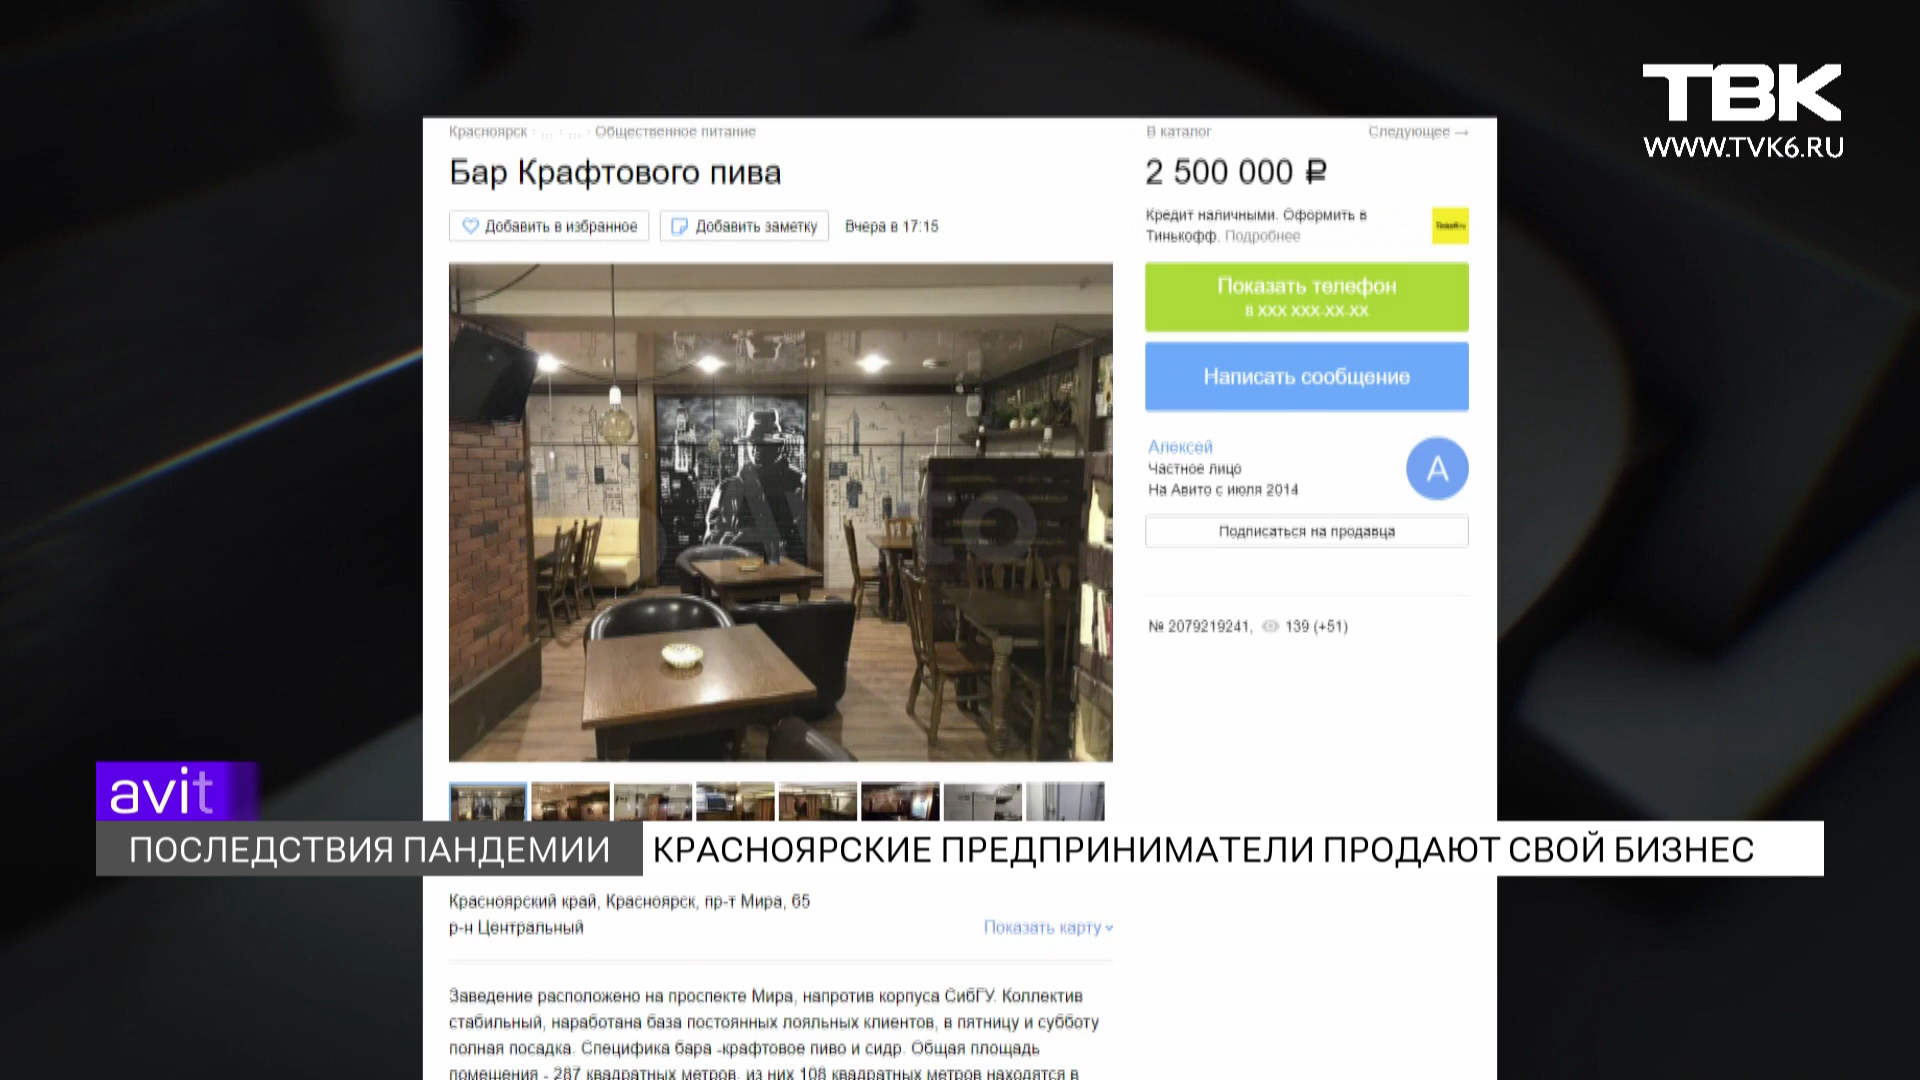 ТВК
WWW.TVK6.RU
Красноярск · ... · ... · Общественное питание
В каталог
Следующее →
Бар Крафтового пива
2 500 000 ₽
Добавить в избранное
Добавить заметку
Вчера в 17:15
Кредит наличными. Оформить в
Тинькофф. Подробнее
Показать телефон
8 XXX XXX-XX-XX
Написать сообщение
Алексей
Частное лицо
На Авито с июля 2014
А
Подписаться на продавца
№ 2079219241, 139 (+51)
Avito
avit
ПОСЛЕДСТВИЯ ПАНДЕМИИ
КРАСНОЯРСКИЕ ПРЕДПРИНИМАТЕЛИ ПРОДАЮТ СВОЙ БИЗНЕС
Красноярский край, Красноярск, пр-т Мира, 65
р-н Центральный
Показать карту
Заведение расположено на проспекте Мира, напротив корпуса СибГУ. Коллектив
стабильный, наработана база постоянных лояльных клиентов, в пятницу и субботу
полная посадка. Специфика бара -крафтовое пиво и сидр. Общая площадь
помещения - 287 квадратных метров, из них 108 квадратных метров находятся в